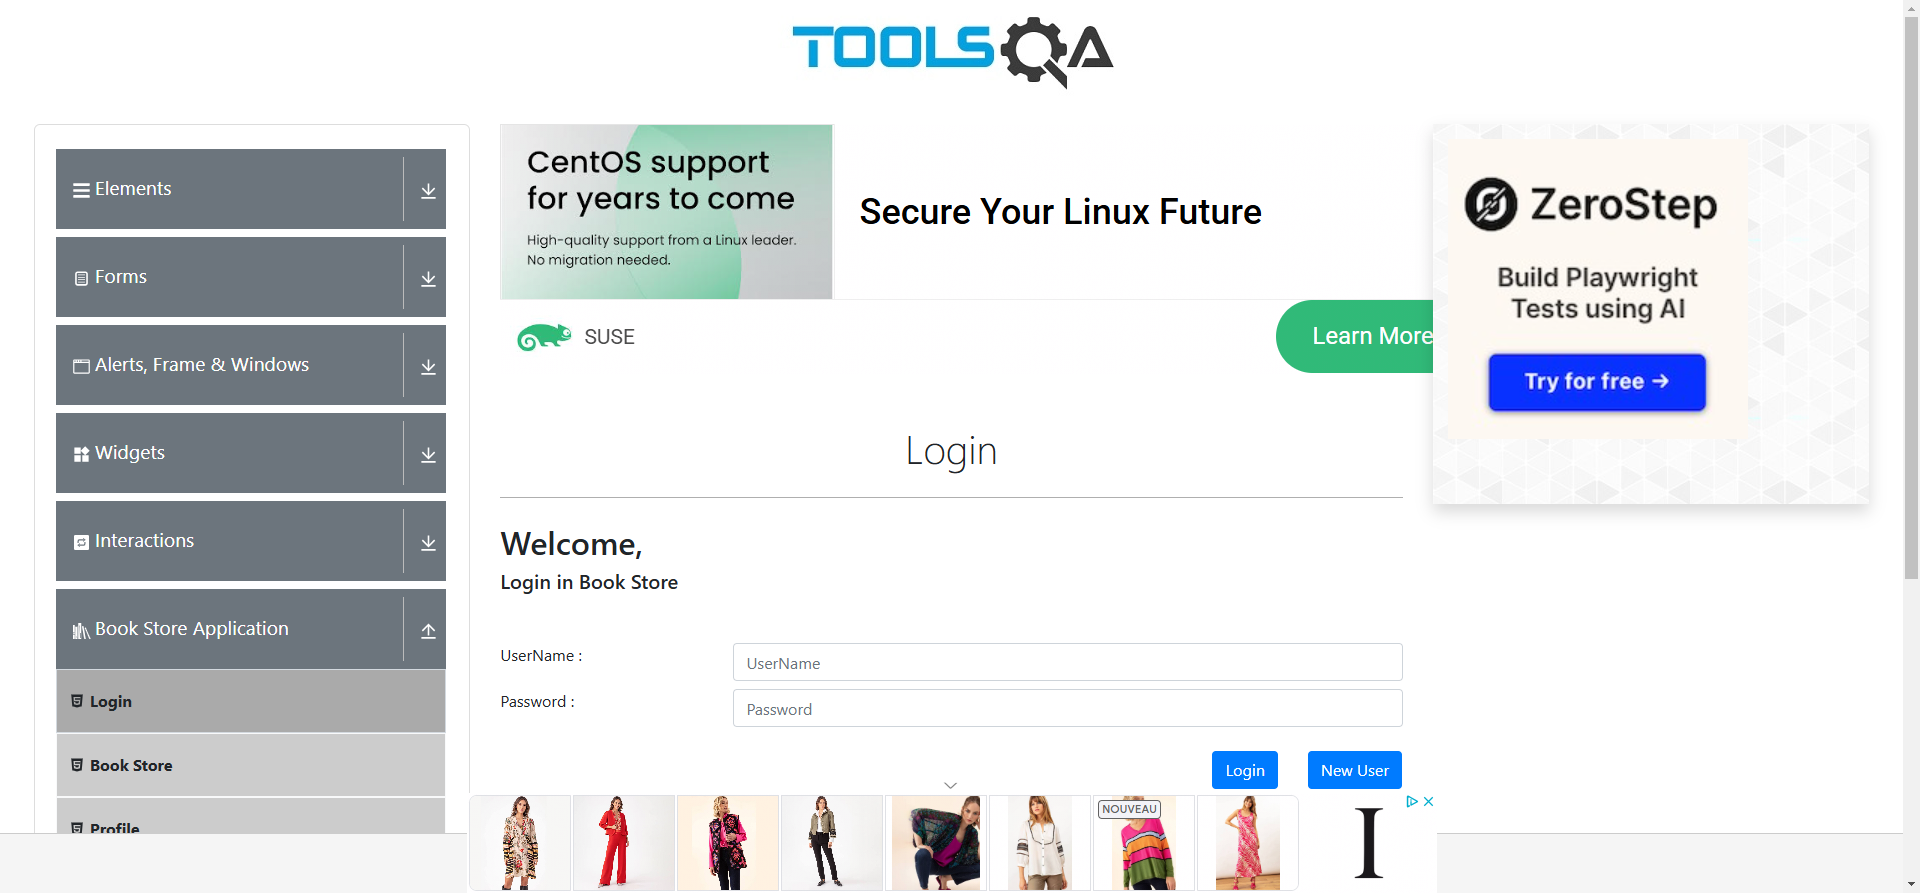 TOOLSQA
Elements
Forms
Alerts, Frame & Windows
Widgets
Interactions
Book Store Application
Login
Book Store
Profile
CentOS support
for years to come
High-quality support from a Linux leader.
No migration needed.
Secure Your Linux Future
SUSE
Learn More
ZeroStep
Build Playwright
Tests using AI
Try for free →
Login
Welcome,
Login in Book Store
UserName :
UserName
Password :
Password
Login
New User
NOUVEAU
I